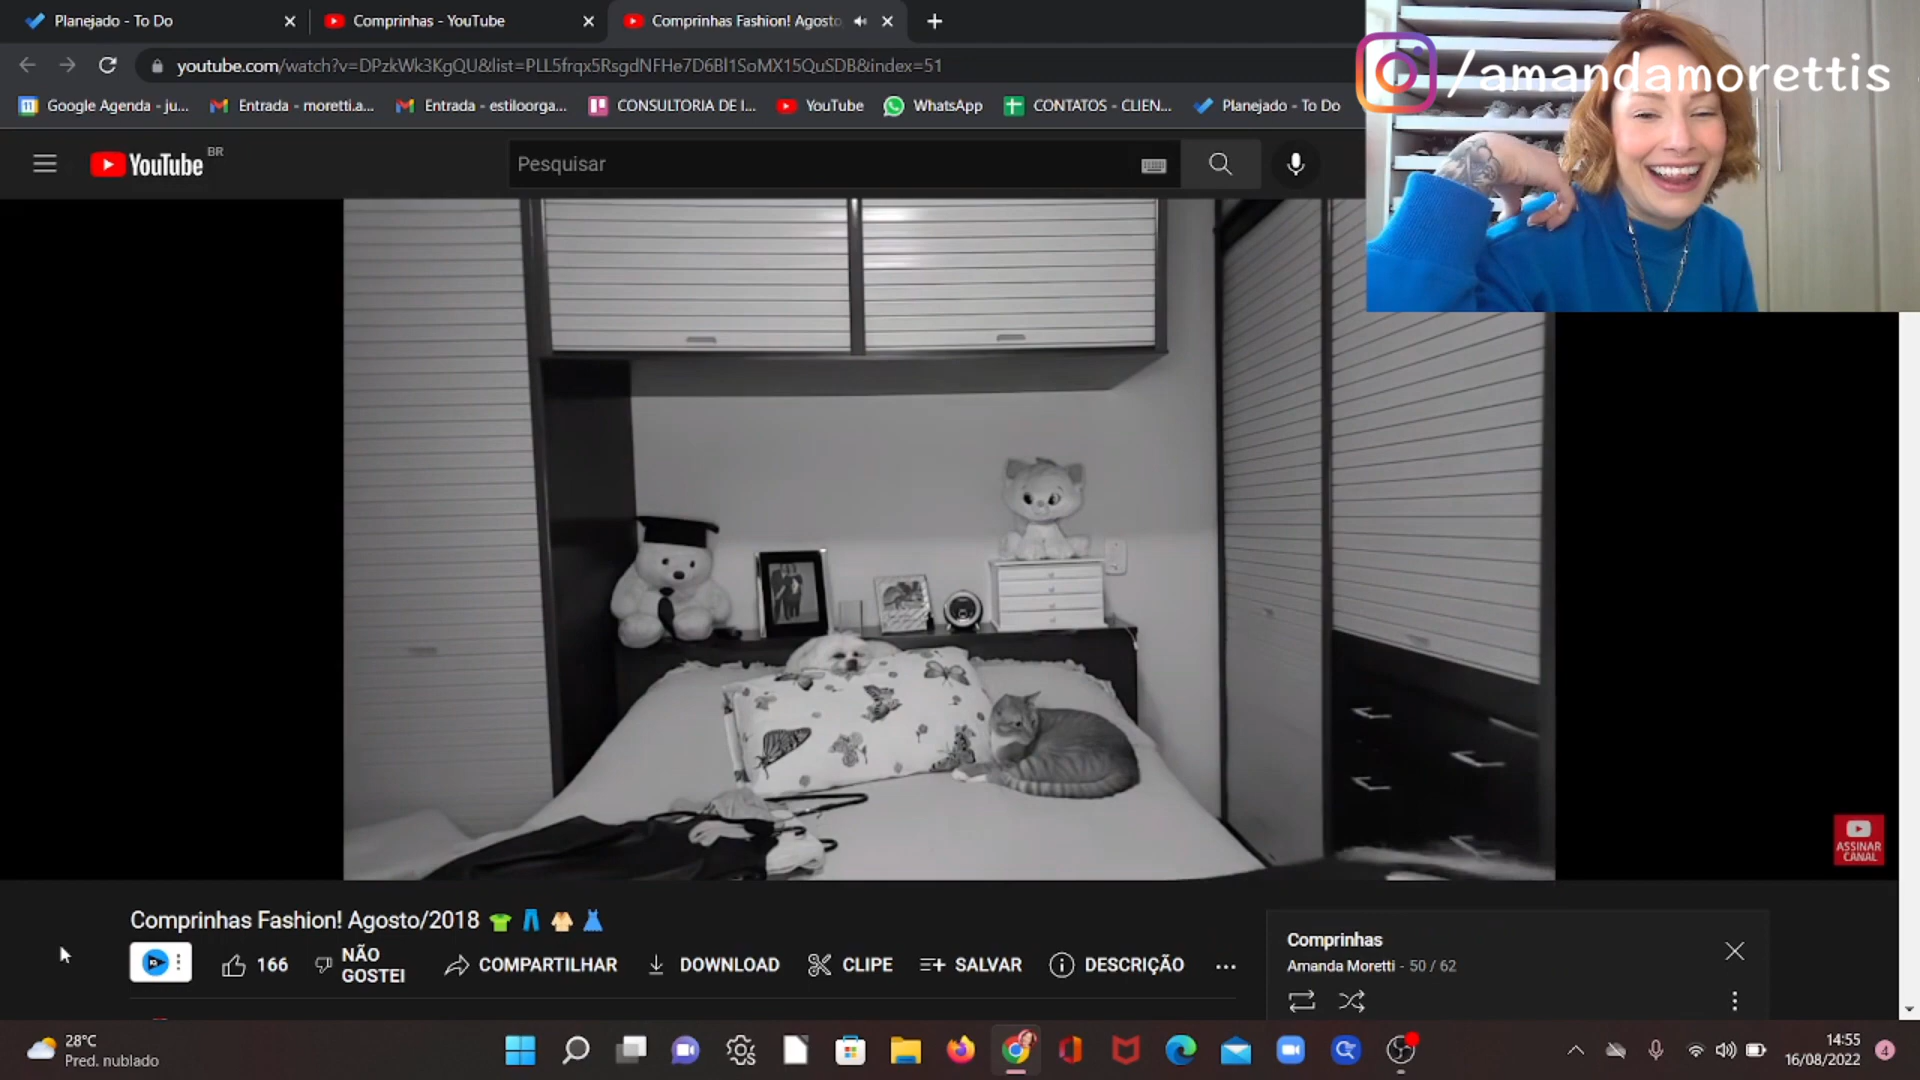 Planejado - To Do
Comprinhas - YouTube
Comprinhas Fashion! Agosto
youtube.com/watch?v=DPzkWk3KgQU&list=PLL5frqx5RsgdNFHe7D6Bl1SoMX15QuSDB&index=51
/amandamorettis
Google Agenda - ju...
Entrada - moretti.a...
Entrada - estiloorga...
CONSULTORIA DE I...
YouTube
WhatsApp
CONTATOS - CLIEN...
Planejado - To Do
YouTube BR
Pesquisar
ASSINAR
CANAL
Comprinhas Fashion! Agosto/2018
166
NÃO
GOSTEI
COMPARTILHAR
DOWNLOAD
CLIPE
SALVAR
DESCRIÇÃO
Comprinhas
Amanda Moretti - 50 / 62
28°C
Pred. nublado
14:55
16/08/2022
4